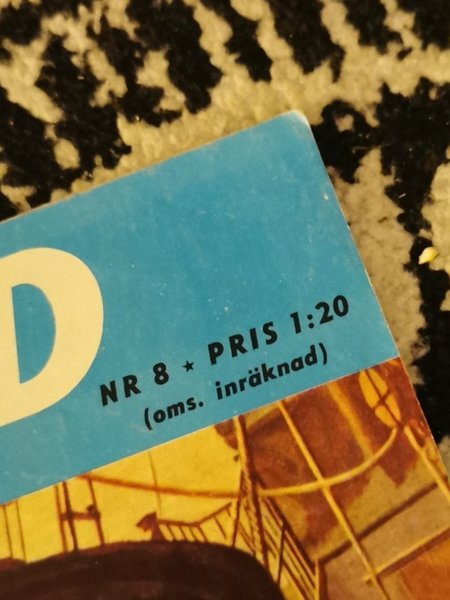 D
NR 8 ★ PRIS 1:20
(oms. inräknad)